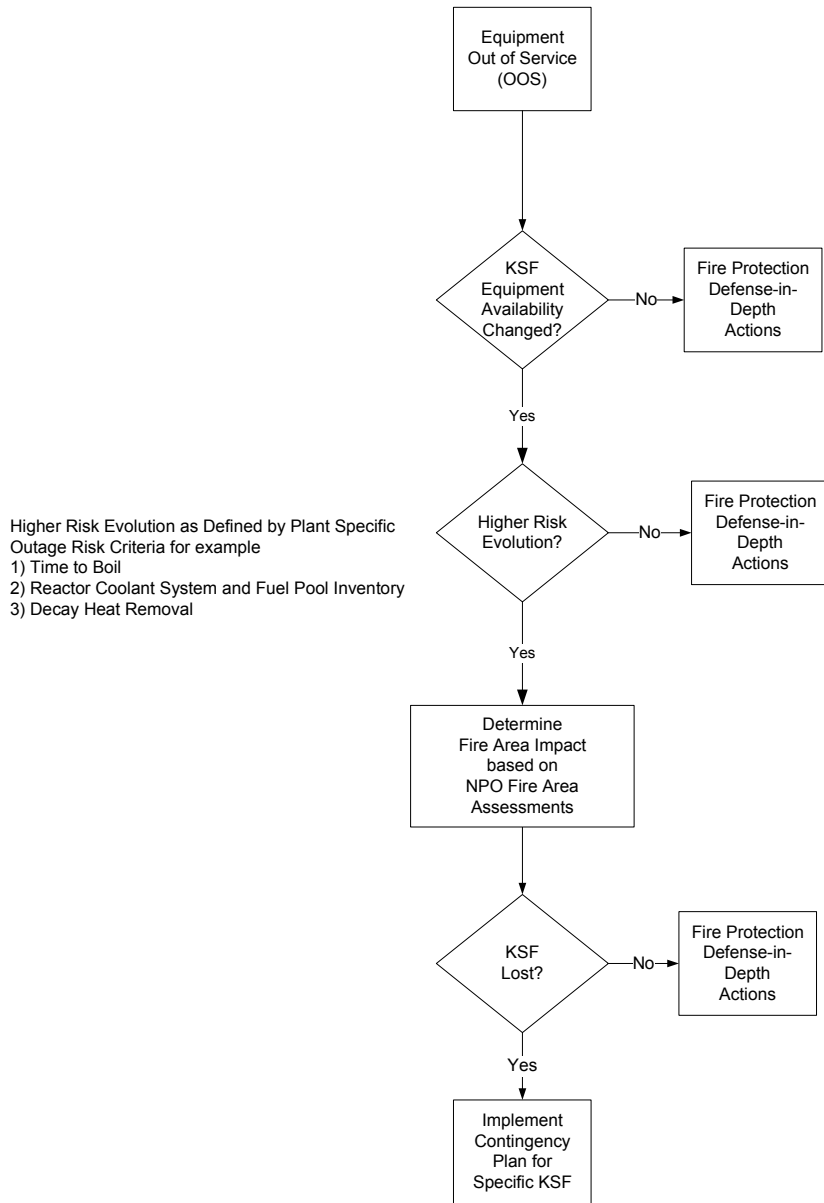 Equipment
Out of Service
(OOS)
KSF
Equipment
Availability
Changed?
No
Fire Protection
Defense-in-
Depth
Actions
Yes
Higher Risk Evolution as Defined by Plant Specific
Outage Risk Criteria for example
1) Time to Boil
2) Reactor Coolant System and Fuel Pool Inventory
3) Decay Heat Removal
Higher Risk
Evolution?
No
Fire Protection
Defense-in-
Depth
Actions
Yes
Determine
Fire Area Impact
based on
NPO Fire Area
Assessments
KSF
Lost?
No
Fire Protection
Defense-in-
Depth
Actions
Yes
Implement
Contingency
Plan for
Specific KSF